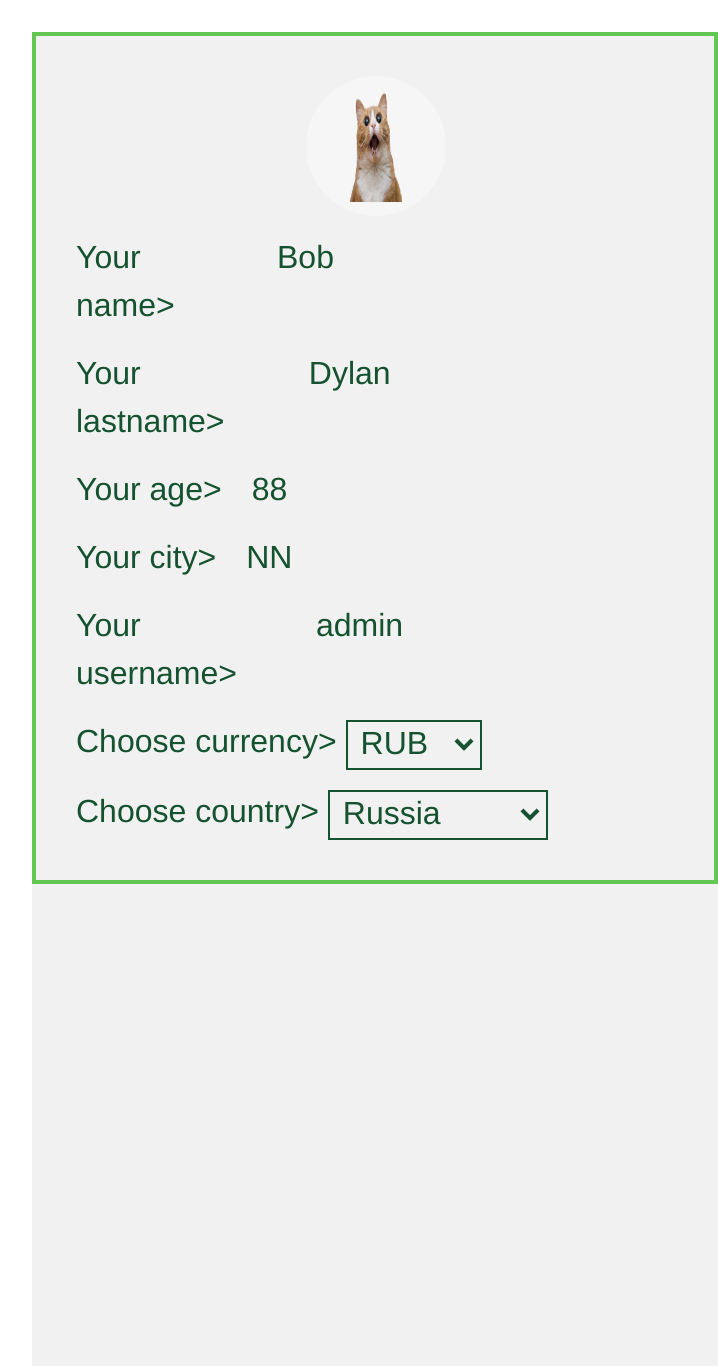 Your Bob
name>
Your Dylan
lastname>
Your age> 88
Your city> NN
Your admin
username>
Choose currency> RUB
Choose country> Russia